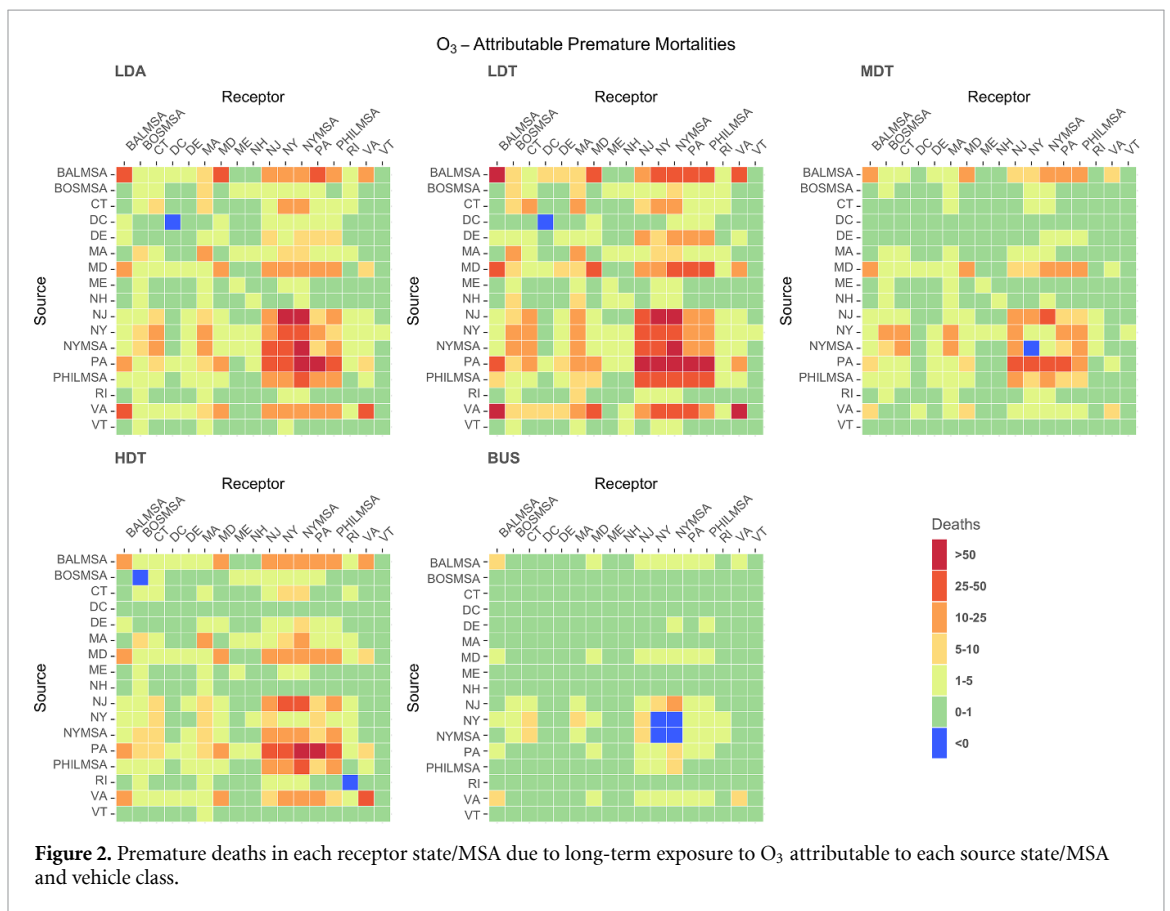 O₃ – Attributable Premature Mortalities
LDA
Receptor
BALMSA BOSMSA CT DC DE MA MD ME NH NJ NY NYMSA PA PHILMSA RI VA VT
Source
BALMSA
BOSMSA
CT
DC
DE
MA
MD
ME
NH
NJ
NY
NYMSA
PA
PHILMSA
RI
VA
VT
LDT
Receptor
BALMSA BOSMSA CT DC DE MA MD ME NH NJ NY NYMSA PA PHILMSA RI VA VT
Source
BALMSA
BOSMSA
CT
DC
DE
MA
MD
ME
NH
NJ
NY
NYMSA
PA
PHILMSA
RI
VA
VT
MDT
Receptor
BALMSA BOSMSA CT DC DE MA MD ME NH NJ NY NYMSA PA PHILMSA RI VA VT
Source
BALMSA
BOSMSA
CT
DC
DE
MA
MD
ME
NH
NJ
NY
NYMSA
PA
PHILMSA
RI
VA
VT
HDT
Receptor
BALMSA BOSMSA CT DC DE MA MD ME NH NJ NY NYMSA PA PHILMSA RI VA VT
Source
BALMSA
BOSMSA
CT
DC
DE
MA
MD
ME
NH
NJ
NY
NYMSA
PA
PHILMSA
RI
VA
VT
BUS
Receptor
BALMSA BOSMSA CT DC DE MA MD ME NH NJ NY NYMSA PA PHILMSA RI VA VT
Source
BALMSA
BOSMSA
CT
DC
DE
MA
MD
ME
NH
NJ
NY
NYMSA
PA
PHILMSA
RI
VA
VT
Deaths
>50
25-50
10-25
5-10
1-5
0-1
<0
Figure 2. Premature deaths in each receptor state/MSA due to long-term exposure to O₃ attributable to each source state/MSA
and vehicle class.